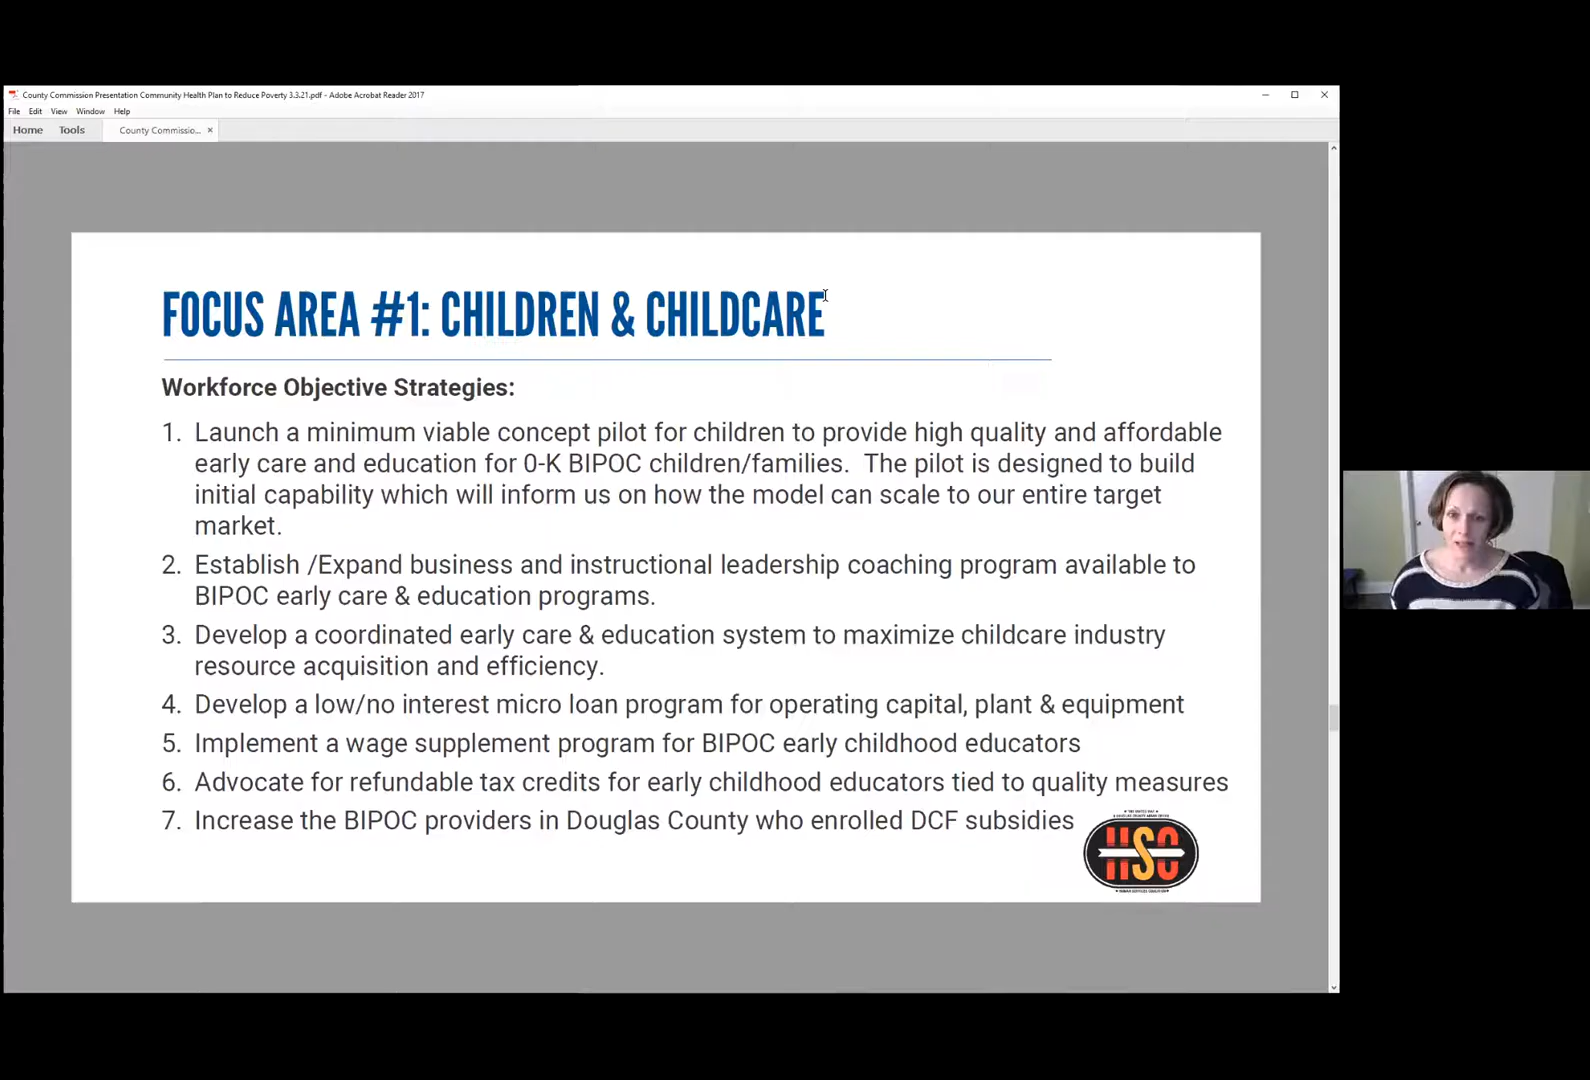 County Commission Presentation Community Health Plan to Reduce Poverty 3.3.21.pdf - Adobe Acrobat Reader 2017
File Edit View Window Help
Home Tools County Commissio... ×
FOCUS AREA #1: CHILDREN & CHILDCARE
Workforce Objective Strategies:
1. Launch a minimum viable concept pilot for children to provide high quality and affordable
early care and education for 0-K BIPOC children/families. The pilot is designed to build
initial capability which will inform us on how the model can scale to our entire target
market.
2. Establish /Expand business and instructional leadership coaching program available to
BIPOC early care & education programs.
3. Develop a coordinated early care & education system to maximize childcare industry
resource acquisition and efficiency.
4. Develop a low/no interest micro loan program for operating capital, plant & equipment
5. Implement a wage supplement program for BIPOC early childhood educators
6. Advocate for refundable tax credits for early childhood educators tied to quality measures
7. Increase the BIPOC providers in Douglas County who enrolled DCF subsidies
HSC